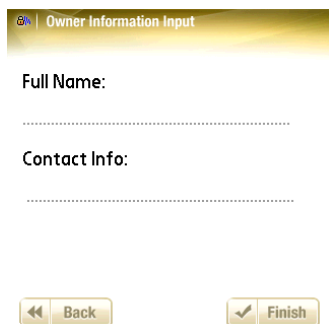 Owner Information Input
Full Name:
Contact Info:
Back
Finish